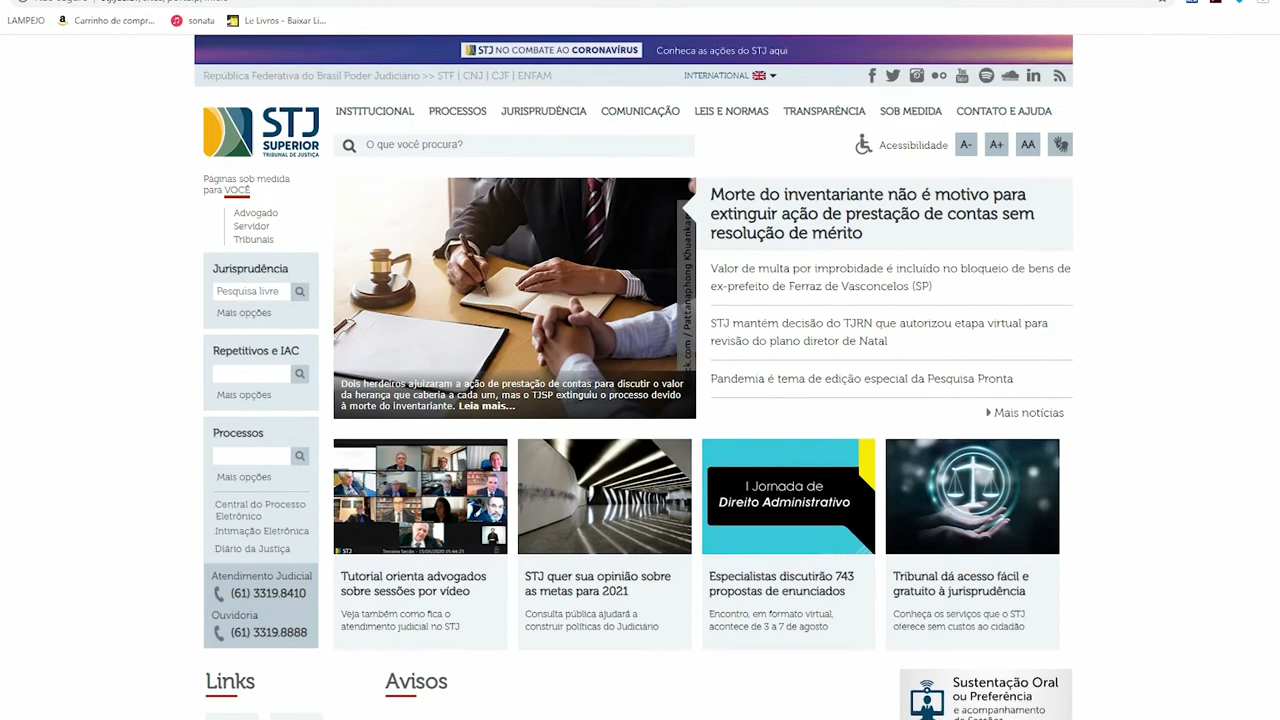 LAMPEJO
Carrinho de compr...
sonata
Le Livros - Baixar Li...
STJ NO COMBATE AO CORONAVÍRUS
Conheca as ações do STJ aqui
República Federativa do Brasil Poder Judiciário >> STF | CNJ | CJF | ENFAM
INTERNATIONAL
STJ
SUPERIOR
TRIBUNAL DE JUSTIÇA
INSTITUCIONAL PROCESSOS JURISPRUDÊNCIA COMUNICAÇÃO LEIS E NORMAS TRANSPARÊNCIA SOB MEDIDA CONTATO E AJUDA
O que você procura?
Acessibilidade A- A+ AA
Páginas sob medida
para VOCÊ
Advogado
Servidor
Tribunais
Jurisprudência
Pesquisa livre
Mais opções
Repetitivos e IAC
Mais opções
Processos
Mais opções
Central do Processo
Eletrônico
Intimação Eletrônica
Diário da Justiça
Atendimento Judicial
(61) 3319.8410
Ouvidoria
(61) 3319.8888
ck.com / Pattanaphong Khuankae
Dois herdeiros ajuizaram a ação de prestação de contas para discutir o valor
da herança que caberia a cada um, mas o TJSP extinguiu o processo devido
à morte do inventariante. Leia mais...
Morte do inventariante não é motivo para
extinguir ação de prestação de contas sem
resolução de mérito
Valor de multa por improbidade é incluído no bloqueio de bens de
ex-prefeito de Ferraz de Vasconcelos (SP)
STJ mantém decisão do TJRN que autorizou etapa virtual para
revisão do plano diretor de Natal
Pandemia é tema de edição especial da Pesquisa Pronta
Mais notícias
I Jornada de
Direito Administrativo
Tutorial orienta advogados
sobre sessões por vídeo
Veja também como fica o
atendimento judicial no STJ
STJ quer sua opinião sobre
as metas para 2021
Consulta pública ajudará a
construir políticas do Judiciário
Especialistas discutirão 743
propostas de enunciados
Encontro, em formato virtual,
acontece de 3 a 7 de agosto
Tribunal dá acesso fácil e
gratuito à jurisprudência
Conheça os serviços que o STJ
oferece sem custos ao cidadão
Links
Avisos
Sustentação Oral
ou Preferência
e acompanhamento